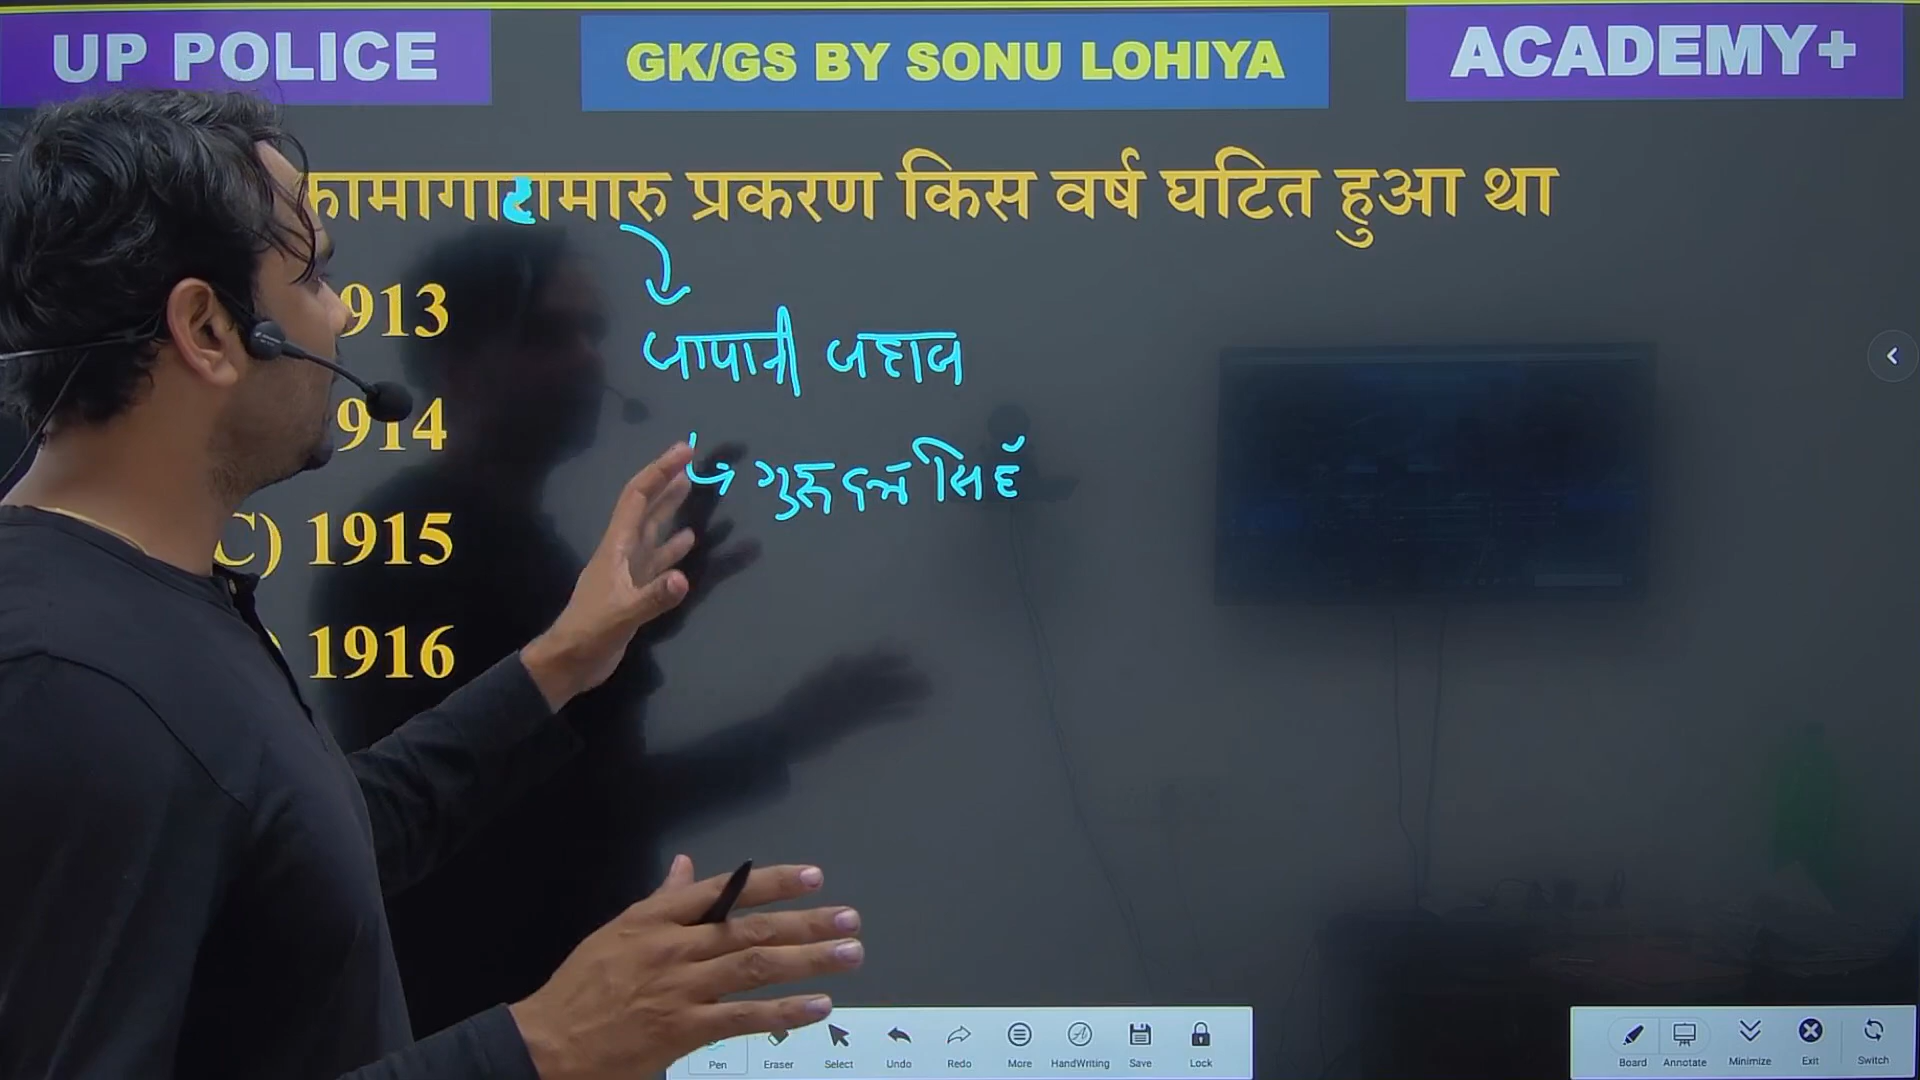 UP POLICE
GK/GS BY SONU LOHIYA
ACADEMY+
कामागाटामारु प्रकरण किस वर्ष घटित हुआ था
913
914
C) 1915
1916
जापानी जहाज
गुरूदत्त सिहँ
Pen Eraser Select Undo Redo More HandWriting Save Lock
Board Annotate Minimize Exit Switch